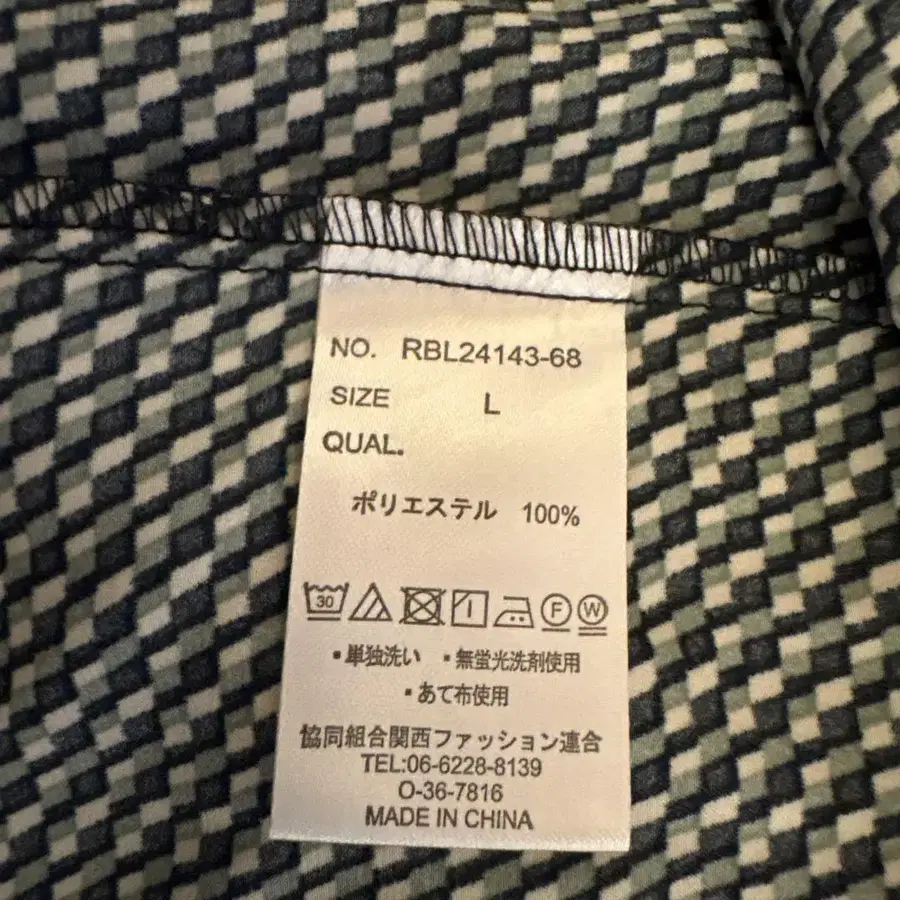 NO. RBL24143-68
SIZE L
QUAL.
ポリエステル 100%
30 F W
・単独洗い ・無蛍光洗剤使用
・あて布使用
協同組合関西ファッション連合
TEL:06-6228-8139
O-36-7816
MADE IN CHINA